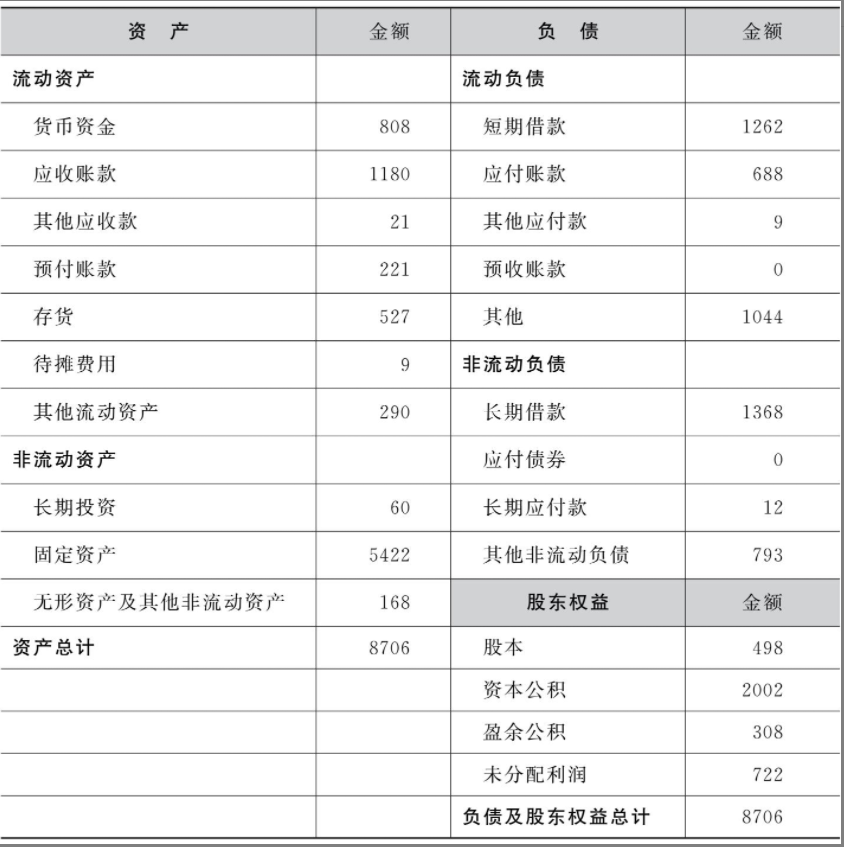 资 产 金额 负 债 金额
流动资产 流动负债
货币资金 808 短期借款 1262
应收账款 1180 应付账款 688
其他应收款 21 其他应付款 9
预付账款 221 预收账款 0
存货 527 其他 1044
待摊费用 9 非流动负债
其他流动资产 290 长期借款 1368
非流动资产 应付债券 0
长期投资 60 长期应付款 12
固定资产 5422 其他非流动负债 793
无形资产及其他非流动资产 168 股东权益 金额
资产总计 8706 股本 498
资本公积 2002
盈余公积 308
未分配利润 722
负债及股东权益总计 8706